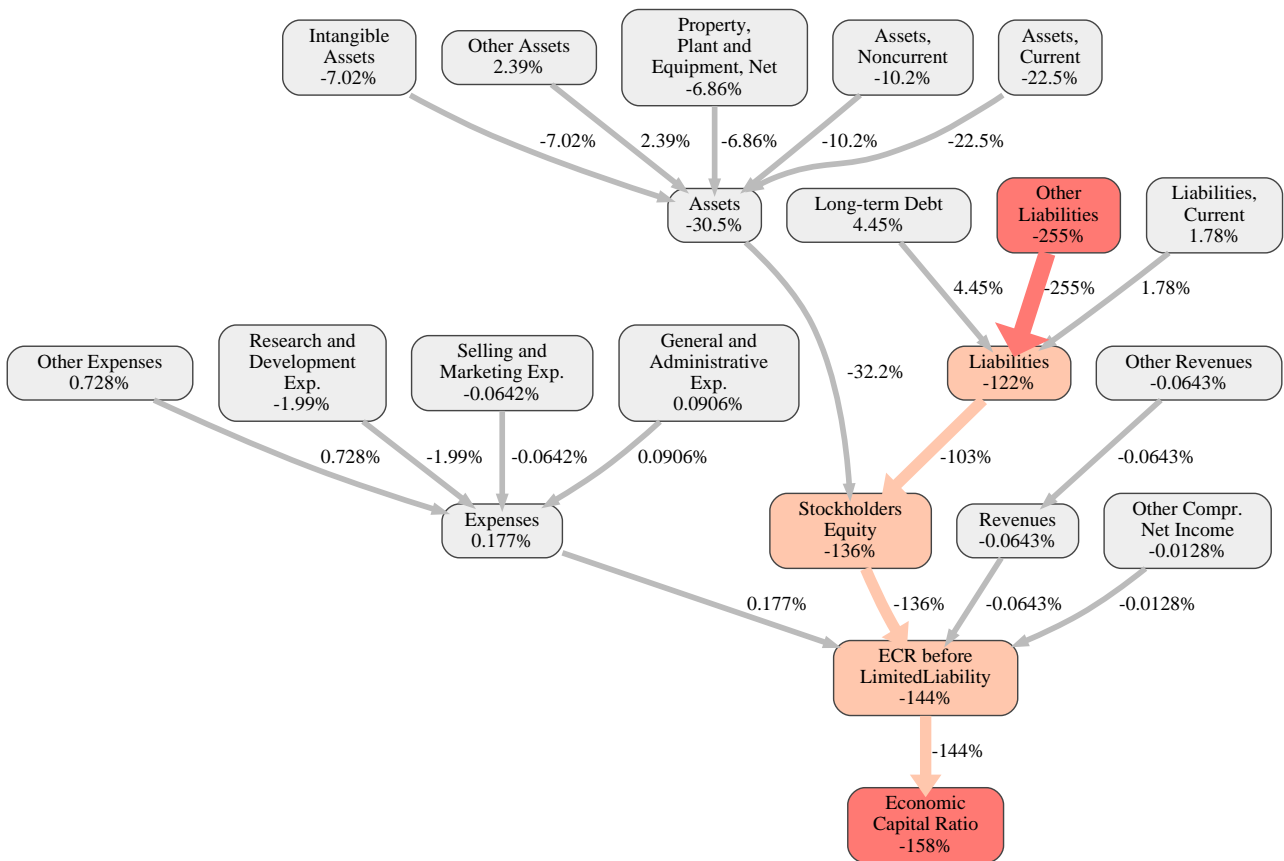 Intangible
Assets
-7.02%
Other Assets
2.39%
Property,
Plant and
Equipment, Net
-6.86%
Assets,
Noncurrent
-10.2%
Assets,
Current
-22.5%
-7.02%
2.39%
-6.86%
-10.2%
-22.5%
Assets
-30.5%
Long-term Debt
4.45%
Other
Liabilities
-255%
Liabilities,
Current
1.78%
4.45%
-255%
1.78%
Other Expenses
0.728%
Research and
Development
Exp.
-1.99%
Selling and
Marketing Exp.
-0.0642%
General and
Administrative
Exp.
0.0906%
-32.2%
Liabilities
-122%
Other Revenues
-0.0643%
0.728%
-1.99%
-0.0642%
0.0906%
-103%
-0.0643%
Expenses
0.177%
Stockholders
Equity
-136%
Revenues
-0.0643%
Other Compr.
Net Income
-0.0128%
0.177%
-136%
-0.0643%
-0.0128%
ECR before
LimitedLiability
-144%
-144%
Economic
Capital Ratio
-158%